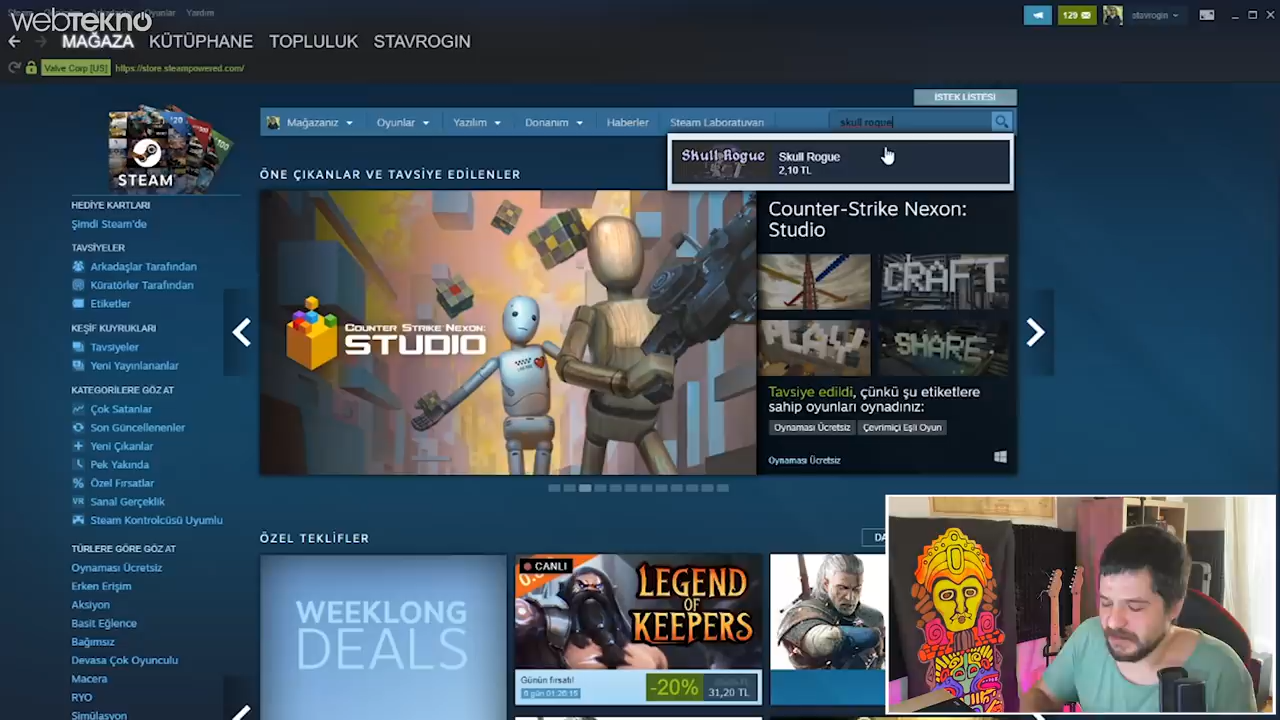 webtekno
Yardım
129
stavrogin
MAĞAZA KÜTÜPHANE TOPLULUK STAVROGIN
Valve Corp [US] https://store.steampowered.com/
İSTEK LİSTESİ
Mağazanız Oyunlar Yazılım Donanım Haberler Steam Laboratuvarı skull rogue
Skull Rogue
Skull Rogue
2,10 TL
STEAM
HEDİYE KARTLARI
Şimdi Steam'de
TAVSİYELER
Arkadaşlar Tarafından
Küratörler Tarafından
Etiketler
KEŞİF KUYRUKLARI
Tavsiyeler
Yeni Yayınlananlar
KATEGORİLERE GÖZ AT
Çok Satanlar
Son Güncellenenler
Yeni Çıkanlar
Pek Yakında
Özel Fırsatlar
VR Sanal Gerçeklik
Steam Kontrolcüsü Uyumlu
TÜRLERE GÖRE GÖZ AT
Oynaması Ücretsiz
Erken Erişim
Aksiyon
Basit Eğlence
Bağımsız
Devasa Çok Oyunculu
Macera
RYO
Simülasyon
ÖNE ÇIKANLAR VE TAVSİYE EDİLENLER
COUNTER STRIKE NEXON:
STUDIO
Counter-Strike Nexon:
Studio
CRAFT
PLAY
SHARE
Tavsiye edildi, çünkü şu etiketlere
sahip oyunları oynadınız:
Oynaması Ücretsiz Çevrimiçi Eşli Oyun
Oynaması Ücretsiz
ÖZEL TEKLİFLER
DA
WEEKLONG
DEALS
CANLI
LEGEND
OF
KEEPERS
Günün fırsatı!
-20%
31,20 TL